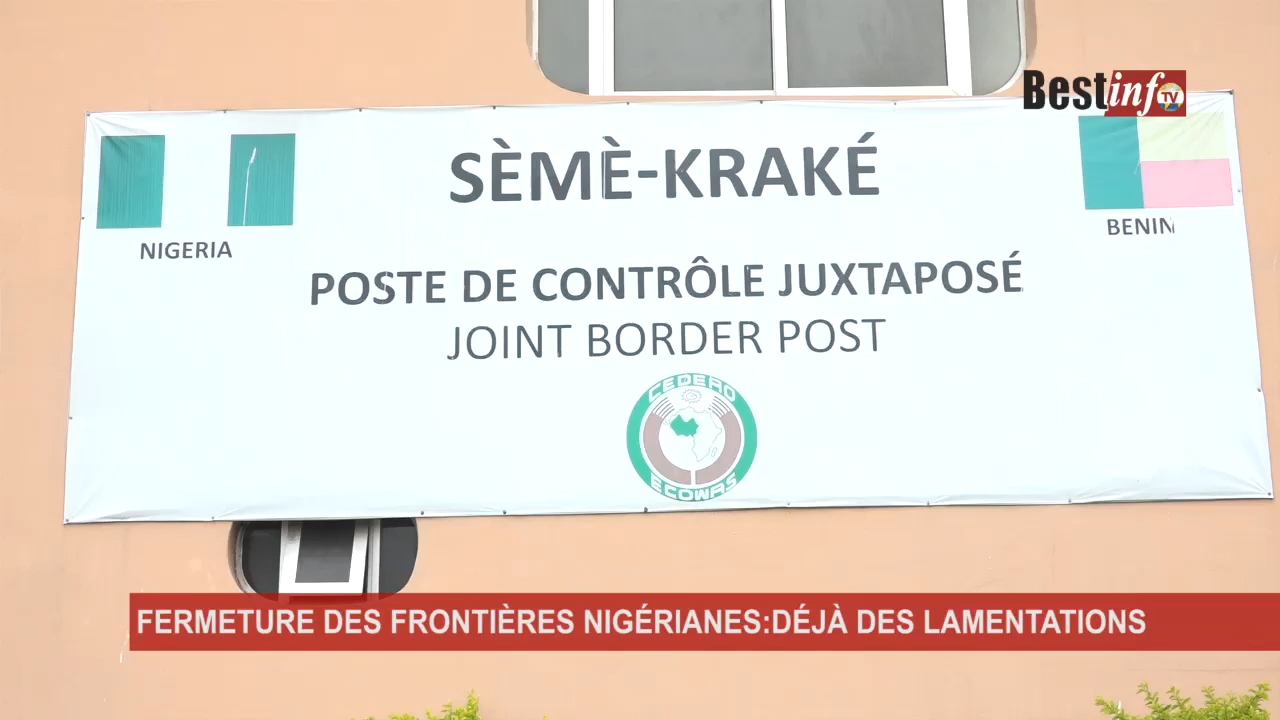 Bestinfo TV
SÈMÈ-KRAKÉ
NIGERIA
BENIN
POSTE DE CONTRÔLE JUXTAPOSÉ
JOINT BORDER POST
CEDEAO
ECOWAS
FERMETURE DES FRONTIÈRES NIGÉRIANES:DÉJÀ DES LAMENTATIONS